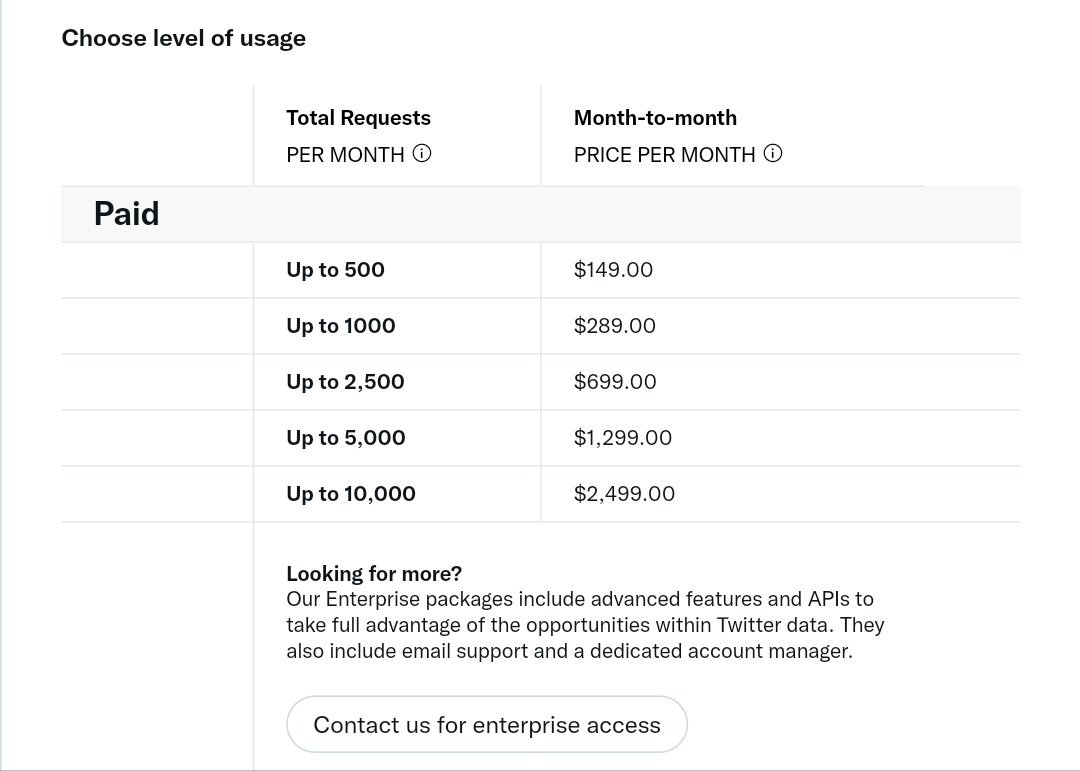 Choose level of usage
Total Requests
PER MONTH
Month-to-month
PRICE PER MONTH
Paid
Up to 500
$149.00
Up to 1000
$289.00
Up to 2,500
$699.00
Up to 5,000
$1,299.00
Up to 10,000
$2,499.00
Looking for more?
Our Enterprise packages include advanced features and APIs to
take full advantage of the opportunities within Twitter data. They
also include email support and a dedicated account manager.
Contact us for enterprise access